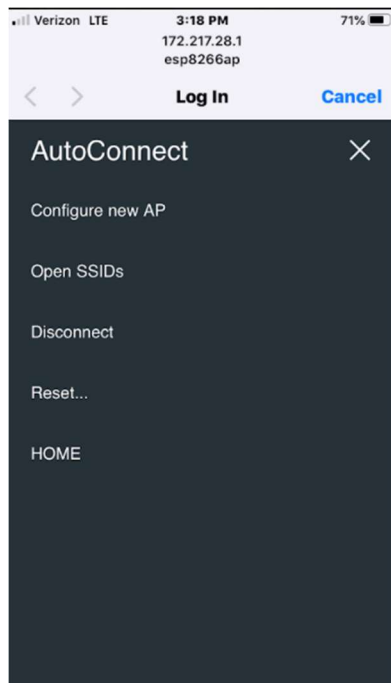 Verizon LTE 3:18 PM 71%
172.217.28.1
esp8266ap
Log In Cancel
AutoConnect
Configure new AP
Open SSIDs
Disconnect
Reset...
HOME